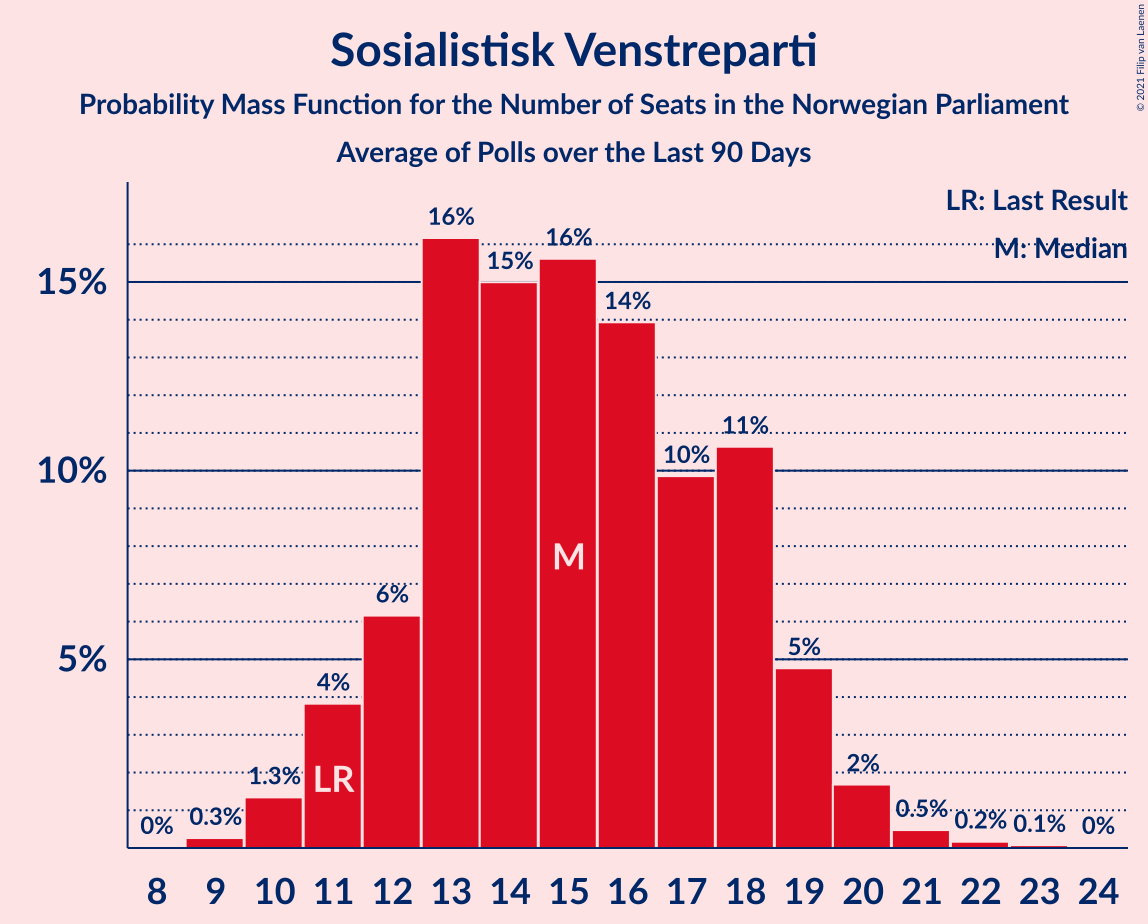 Sosialistisk Venstreparti
Probability Mass Function for the Number of Seats in the Norwegian Parliament
Average of Polls over the Last 90 Days
© 2021 Filip van Laenen
LR: Last Result
M: Median
15%
10%
5%
0%
0.3%
1.3%
4%
6%
16%
15%
16%
14%
10%
11%
5%
2%
0.5%
0.2%
0.1%
0%
LR
M
8 9 10 11 12 13 14 15 16 17 18 19 20 21 22 23 24